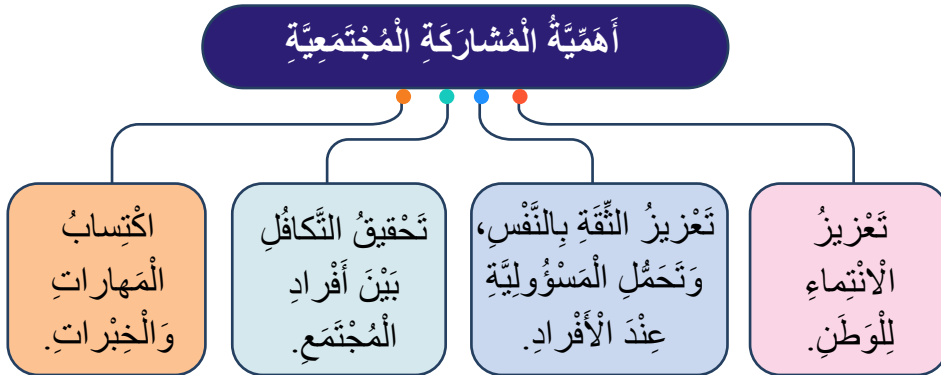 أَهَمِّيَّةُ الْمُشارَكَةِ الْمُجْتَمَعِيَّةِ
تَعْزيزُ
الْانْتِماءِ
لِلْوَطَنِ.
تَعْزيزُ الثِّقَةِ بِالنَّفْسِ،
وَتَحَمُّلِ الْمَسْؤُولِيَّةِ
عِنْدَ الْأَفْرادِ.
تَحْقيقُ التَّكافُلِ
بَيْنَ أَفْرادِ
الْمُجْتَمَعِ.
اكْتِسابُ
الْمَهاراتِ
وَالْخِبْراتِ.